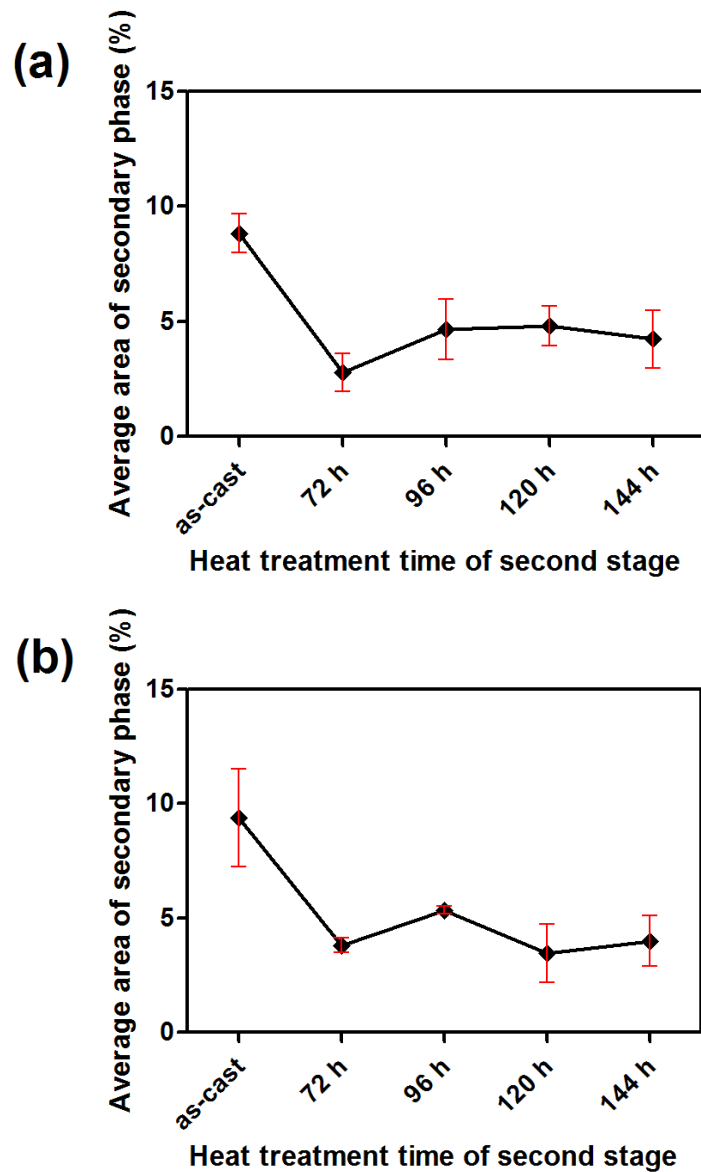 (a)
Average area of secondary phase (%)
15
10
5
0
as-cast
72 h
96 h
120 h
144 h
Heat treatment time of second stage
(b)
Average area of secondary phase (%)
15
10
5
0
as-cast
72 h
96 h
120 h
144 h
Heat treatment time of second stage